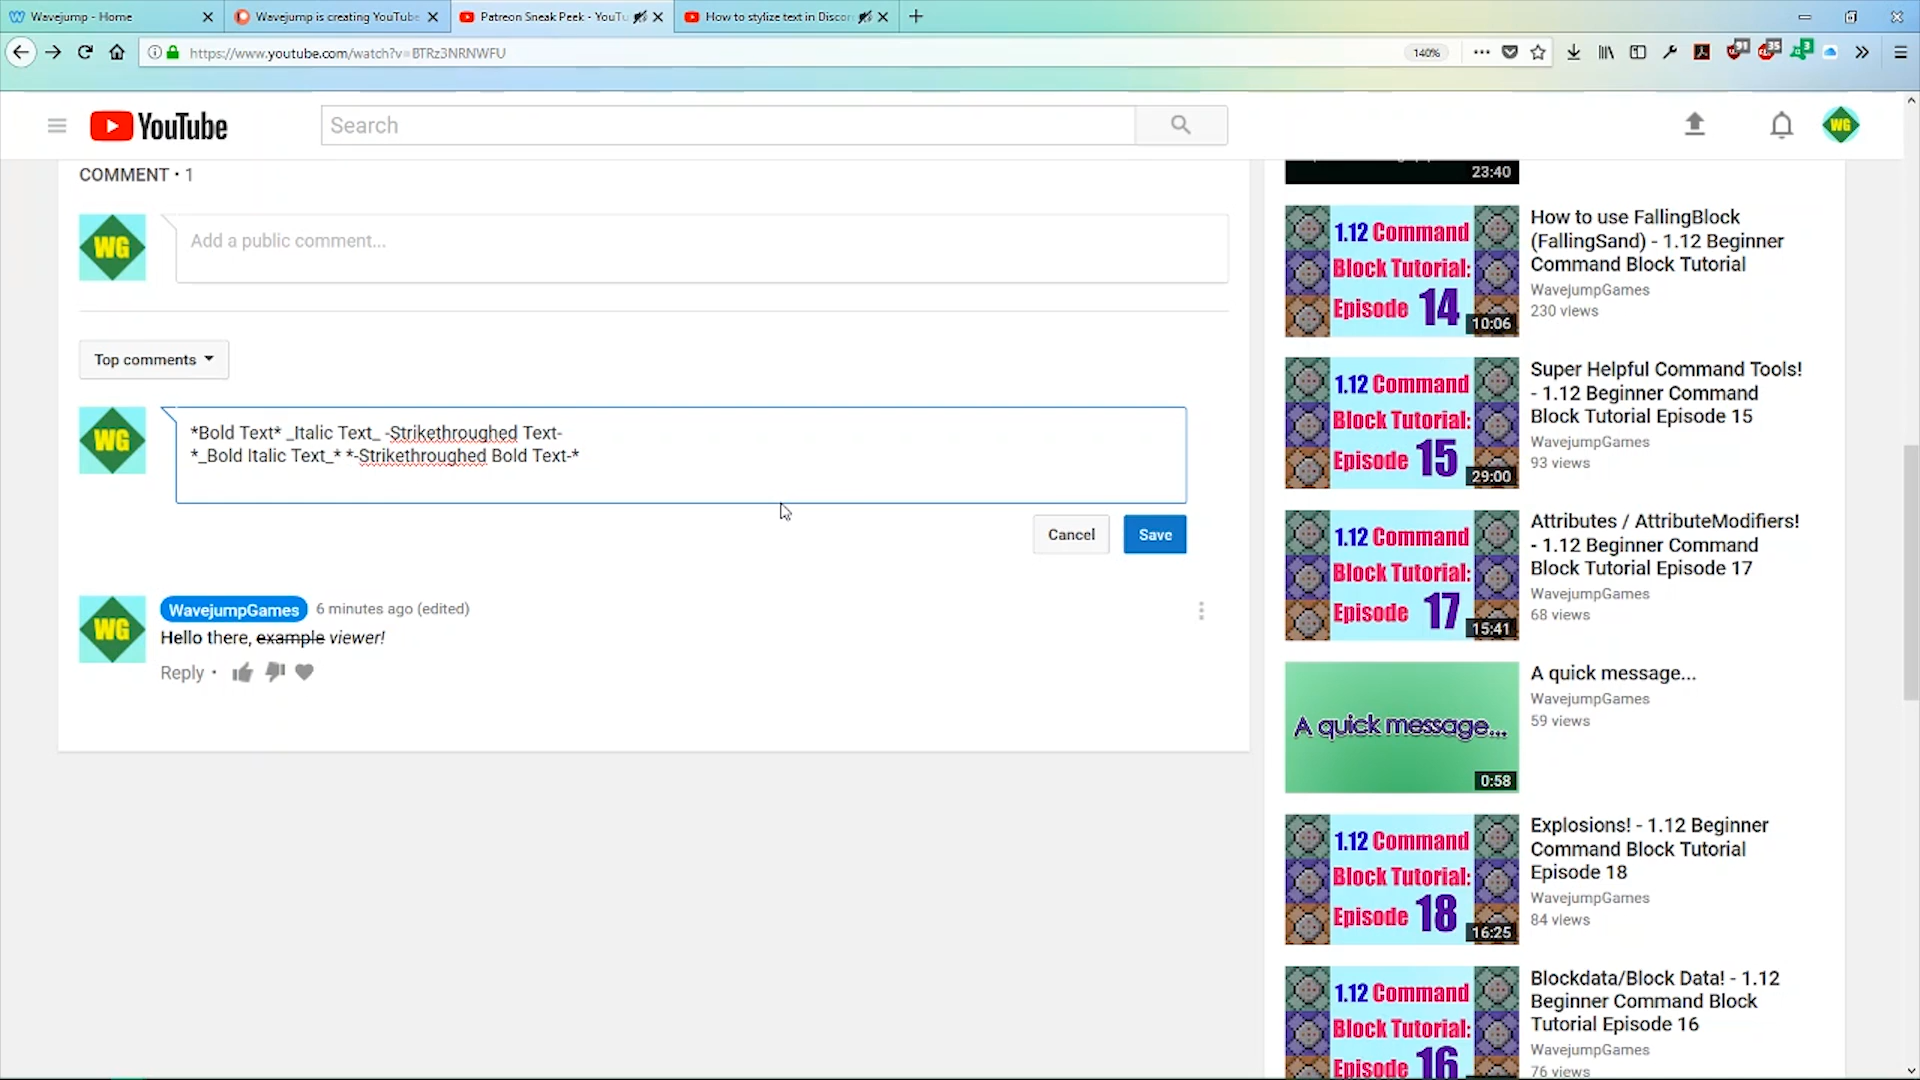 Wavejump - Home
Wavejump is creating YouTube
Patreon Sneak Peek - YouTu
How to stylize text in Discor
https://www.youtube.com/watch?v=BTRz3NRNWFU
140%
91
35
3
YouTube
Search
WG
COMMENT • 1
WG
Add a public comment...
Top comments
WG
*Bold Text* _Italic Text_ -Strikethroughed Text-
*_Bold Italic Text_* *-Strikethroughed Bold Text-*
Cancel
Save
WG
WavejumpGames 6 minutes ago (edited)
Hello there, example viewer!
Reply •
23:40
1.12 Command
Block Tutorial:
Episode 14
10:06
How to use FallingBlock
(FallingSand) - 1.12 Beginner
Command Block Tutorial
WavejumpGames
230 views
1.12 Command
Block Tutorial:
Episode 15
29:00
Super Helpful Command Tools!
- 1.12 Beginner Command
Block Tutorial Episode 15
WavejumpGames
93 views
1.12 Command
Block Tutorial:
Episode 17
15:41
Attributes / AttributeModifiers!
- 1.12 Beginner Command
Block Tutorial Episode 17
WavejumpGames
68 views
A quick message...
0:58
A quick message...
WavejumpGames
59 views
1.12 Command
Block Tutorial:
Episode 18
16:25
Explosions! - 1.12 Beginner
Command Block Tutorial
Episode 18
WavejumpGames
84 views
1.12 Command
Block Tutorial:
Episode 16
Blockdata/Block Data! - 1.12
Beginner Command Block
Tutorial Episode 16
WavejumpGames
76 views